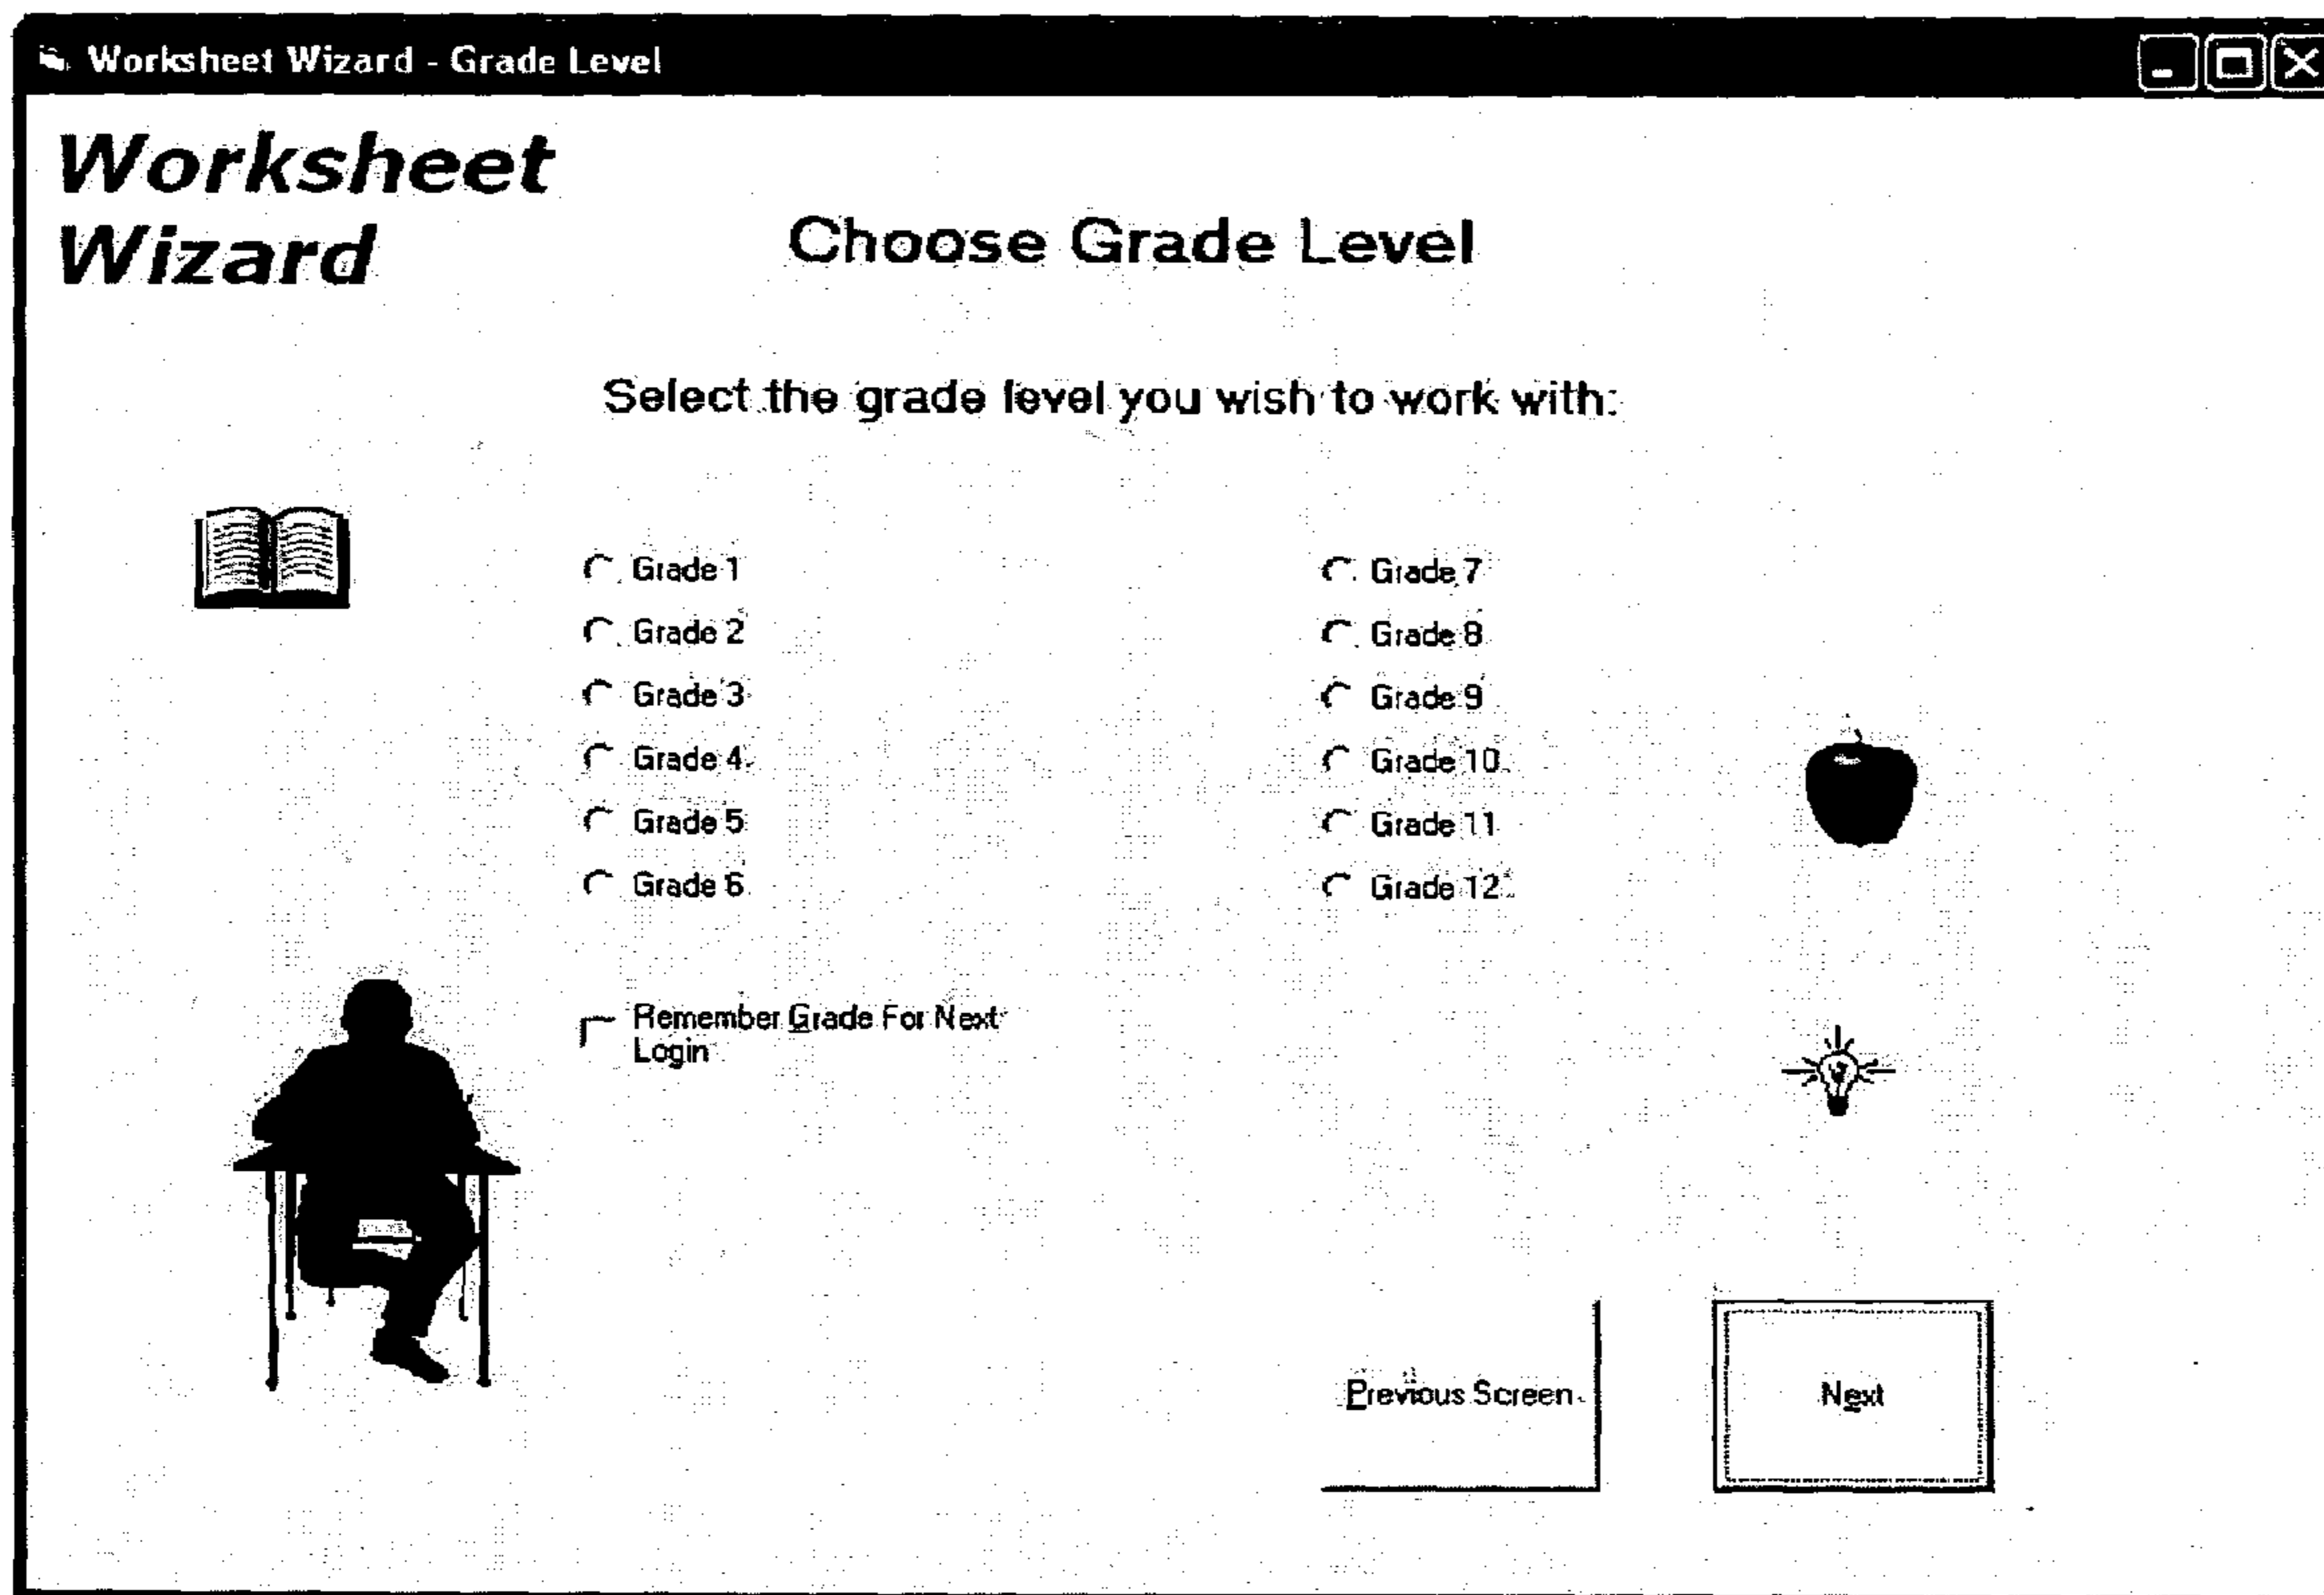 Worksheet Wizard - Grade Level
Worksheet
Wizard
Choose Grade Level
Select the grade level you wish to work with:
Grade 1
Grade 2
Grade 3
Grade 4
Grade 5
Grade 6
Grade 7
Grade 8
Grade 9
Grade 10
Grade 11
Grade 12
Remember Grade For Next
Login
Previous Screen
Next